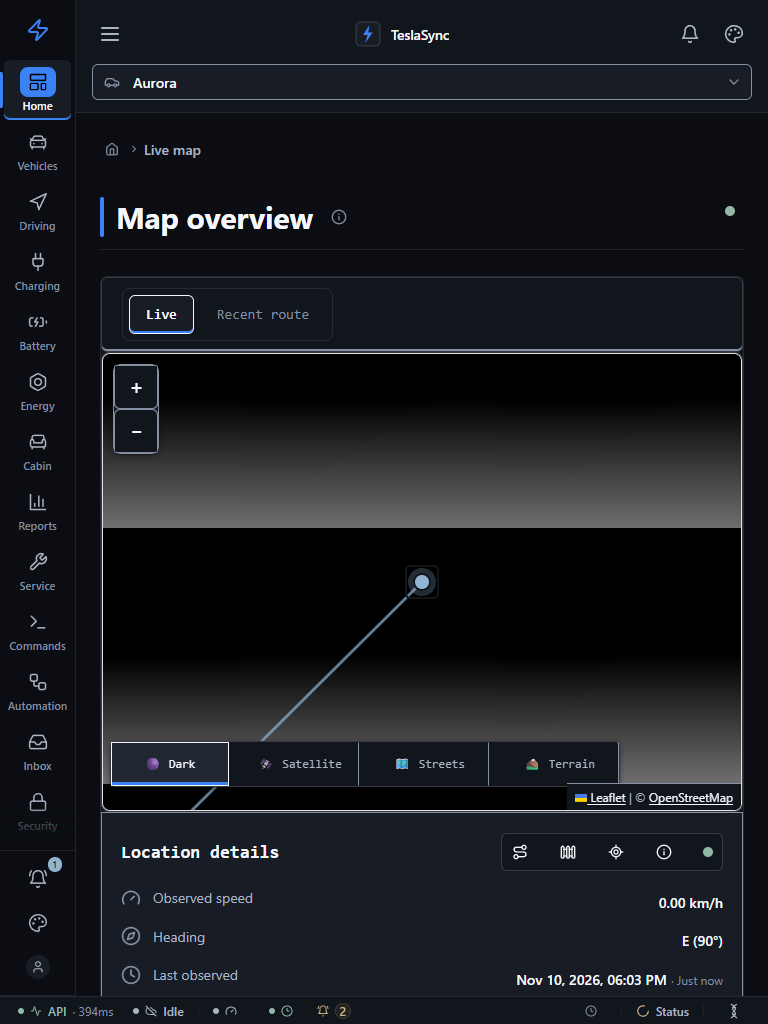 TeslaSync
Aurora
Home
Vehicles
Driving
Charging
Battery
Energy
Cabin
Reports
Service
Commands
Automation
Inbox
Security
1
Live map
Map overview
Live
Recent route
+
−
Dark
Satellite
Streets
Terrain
Leaflet | © OpenStreetMap
Location details
Observed speed
0.00 km/h
Heading
E (90°)
Last observed
Nov 10, 2026, 06:03 PM · Just now
API · 394ms
Idle
2
Status